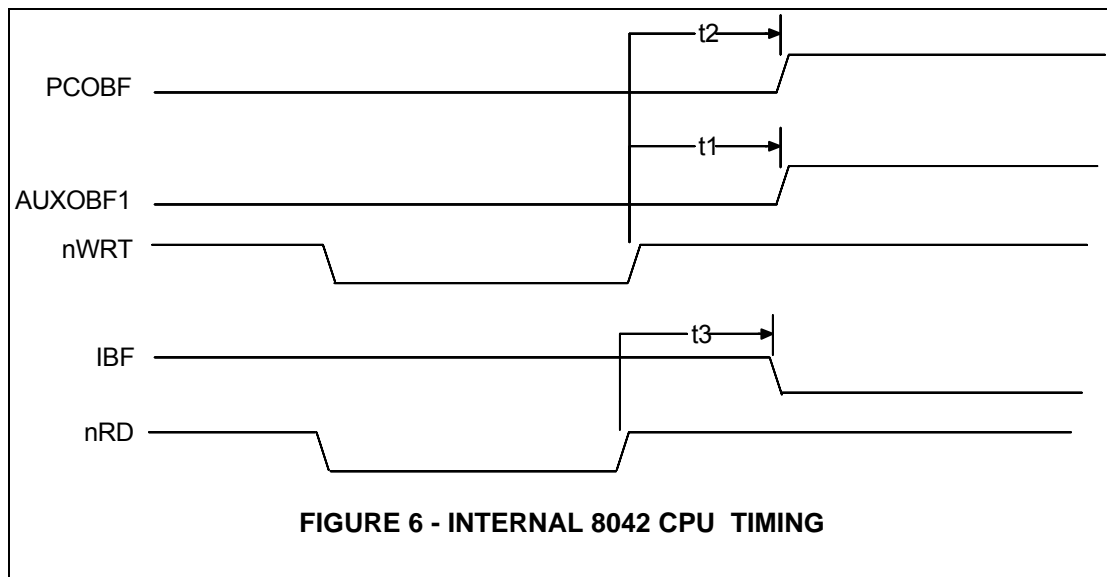 t2
PCOBF
t1
AUXOBF1
nWRT
t3
IBF
nRD
FIGURE 6 - INTERNAL 8042 CPU TIMING